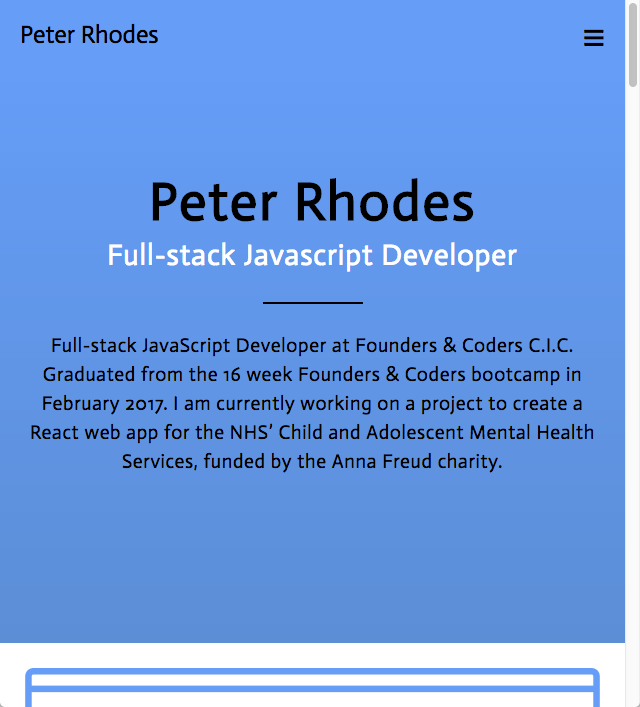 Peter Rhodes
Peter Rhodes
Full-stack Javascript Developer
Full-stack JavaScript Developer at Founders & Coders C.I.C.
Graduated from the 16 week Founders & Coders bootcamp in
February 2017. I am currently working on a project to create a
React web app for the NHS’ Child and Adolescent Mental Health
Services, funded by the Anna Freud charity.